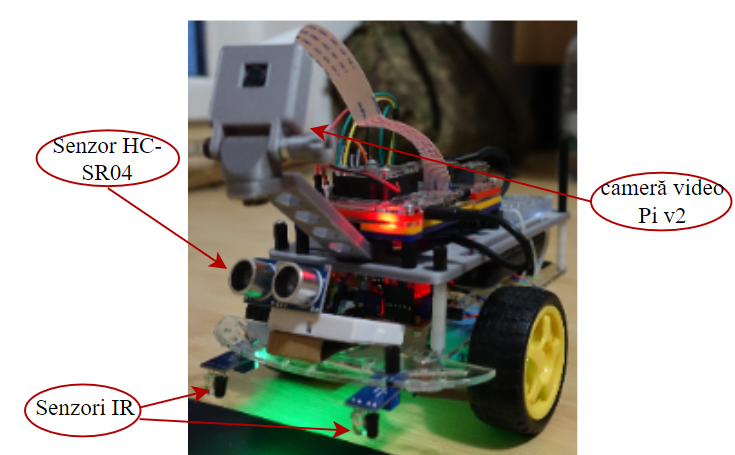 Senzor HC-
SR04
cameră video
Pi v2
Senzori IR